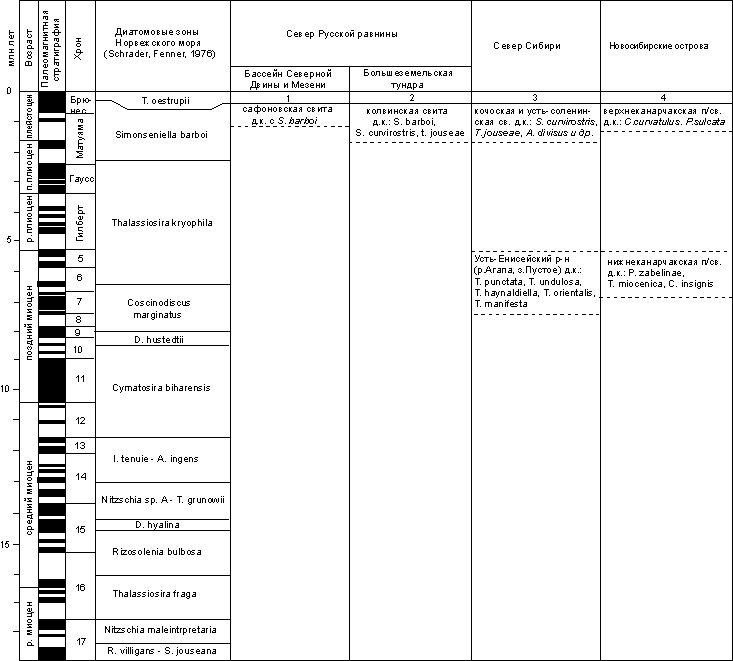 млн лет
Возраст
Палеомагнитная
стратиграфия
Хрон
Диатомовые зоны
Норвежского моря
(Schrader, Fenner, 1976)
Север Русской равнины
Север Сибири
Новосибирские острова
Бассейн Северной
Двины и Мезени
Большеземельская
тундра
0
1
2
3
4
плейстоцен
Брю-
нес
T. oestrupii
сафоновская свита
д.к. с S. barboi
колвинская свита
д.к.: S. barboi,
S. curvirostris, t. jouseae
кочоская и усть-соленин-
ская св. д.к.: S. curvirostris,
T.jouseae, A. divisus и др.
верхнеканарчакская п/св.
д.к.: C.curvatulus. P.sulcata
Матуяма
Simonseniella barboi
п.плиоцен
Гаусс
р.плиоцен
Гилберт
Thalassiosira kryophila
5
5
Усть-Енисейский р-н
(р.Агапа, з.Пустое) д.к.:
T. punctata, T. undulosa,
T. haynaldiella, T. orientalis,
T. manifesta
нижнеканарчакская п/св.
д.к.: P. zabelinae,
T. miocenica, C. insignis
поздний миоцен
6
7
Coscinodiscus
marginatus
8
9
D. hustedtii
10
10
11
Cymatosira biharensis
12
средний миоцен
13
I. tenuie - A. ingens
14
Nitzschia sp. A - T. grunowii
15
15
D. hyalina
Rizosolenia bulbosa
16
Thalassiosira fraga
р. миоцен
17
Nitzschia maleintrpretaria
R. villigans - S. jouseana